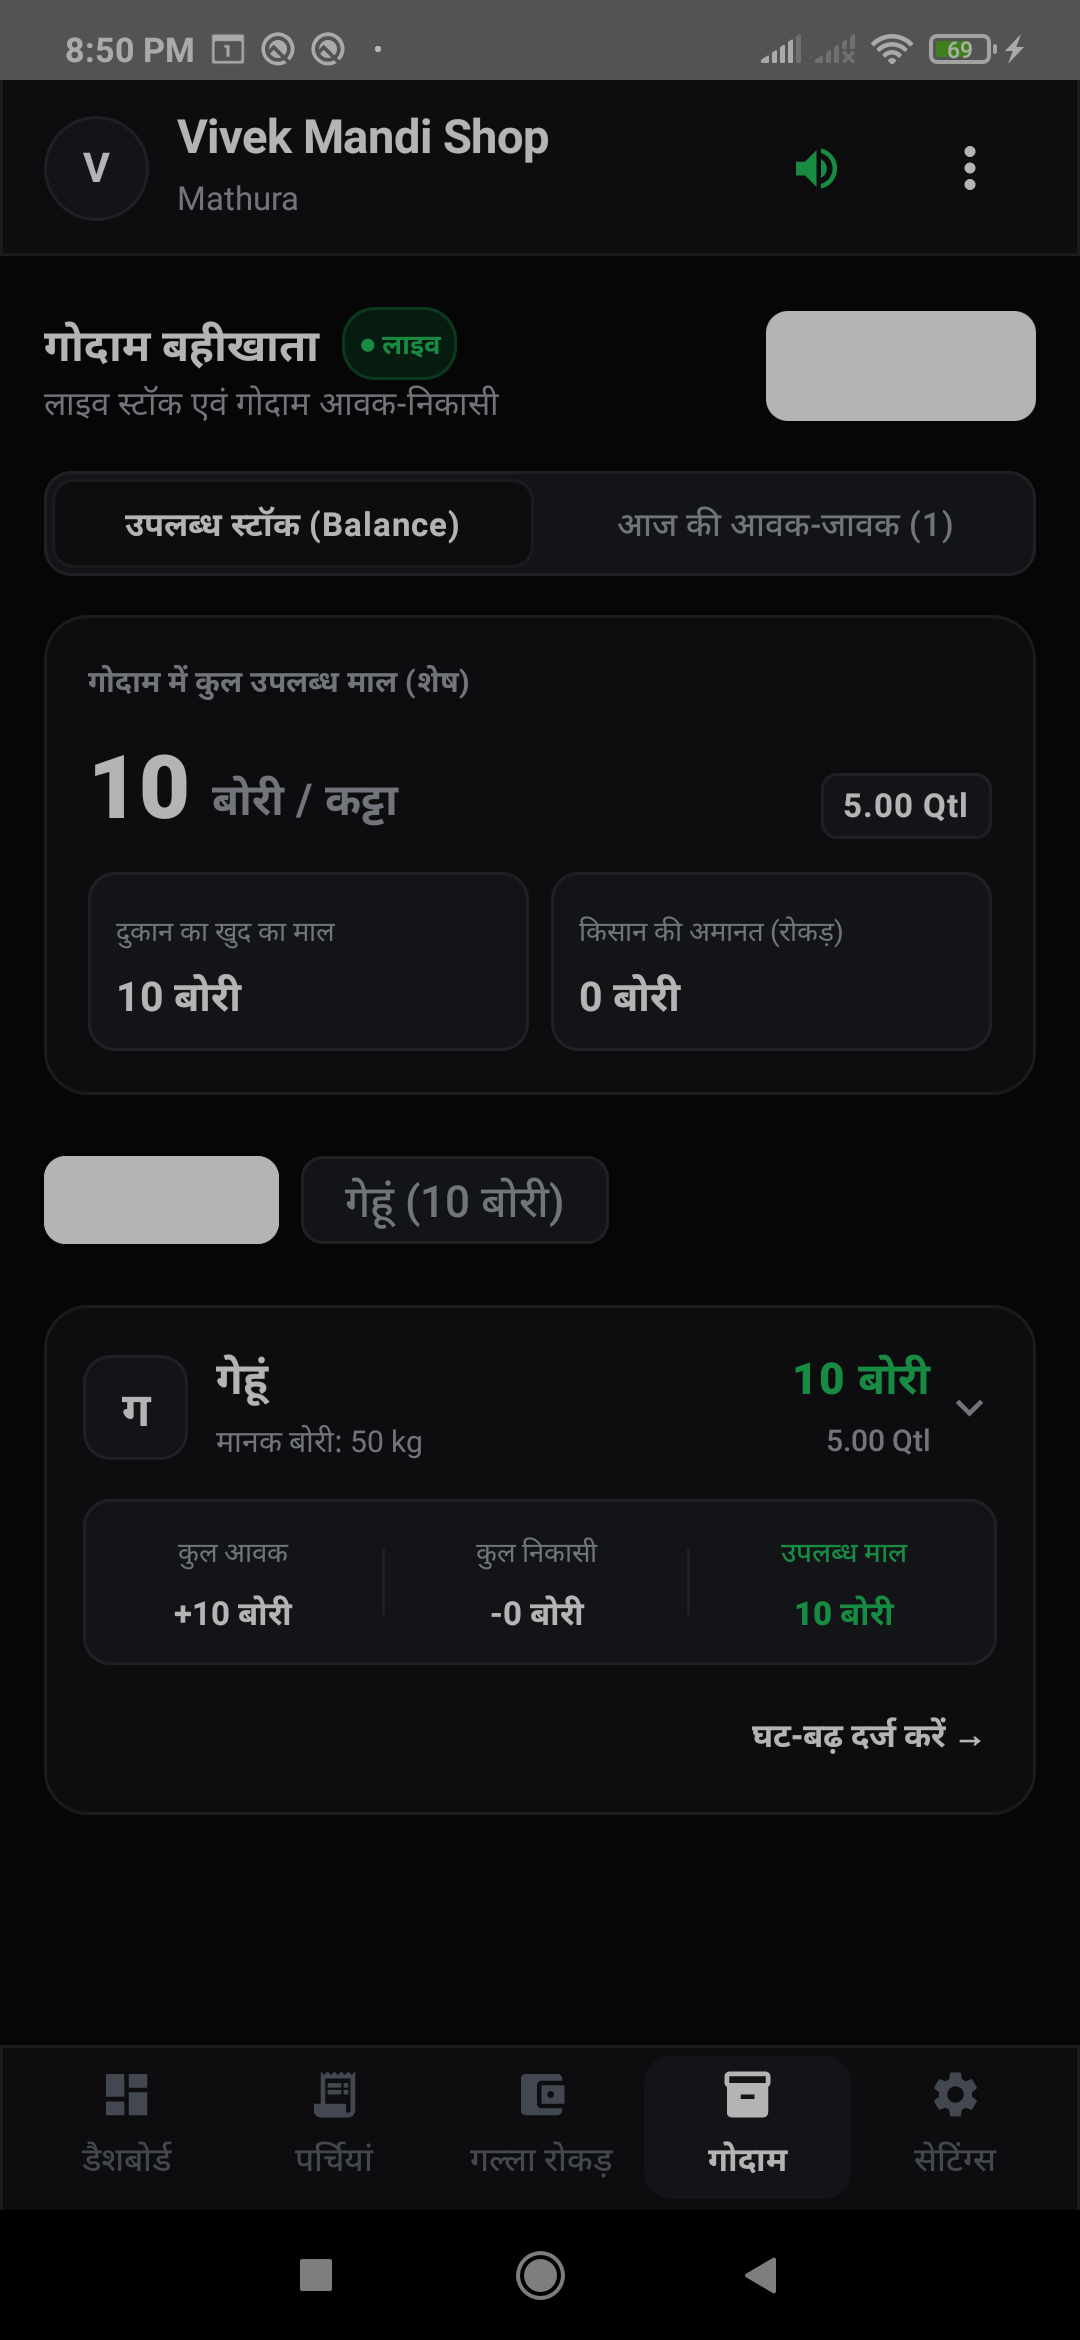 8:50 PM
69
V
Vivek Mandi Shop
Mathura
गोदाम बहीखाता
लाइव
लाइव स्टॉक एवं गोदाम आवक-निकासी
उपलब्ध स्टॉक (Balance)
आज की आवक-जावक (1)
गोदाम में कुल उपलब्ध माल (शेष)
10 बोरी / कट्टा
5.00 Qtl
दुकान का खुद का माल
10 बोरी
किसान की अमानत (रोकड़)
0 बोरी
गेहूं (10 बोरी)
ग
गेहूं
मानक बोरी: 50 kg
10 बोरी
5.00 Qtl
कुल आवक
+10 बोरी
कुल निकासी
-0 बोरी
उपलब्ध माल
10 बोरी
घट-बढ़ दर्ज करें →
डैशबोर्ड
पर्चियां
गल्ला रोकड़
गोदाम
सेटिंग्स